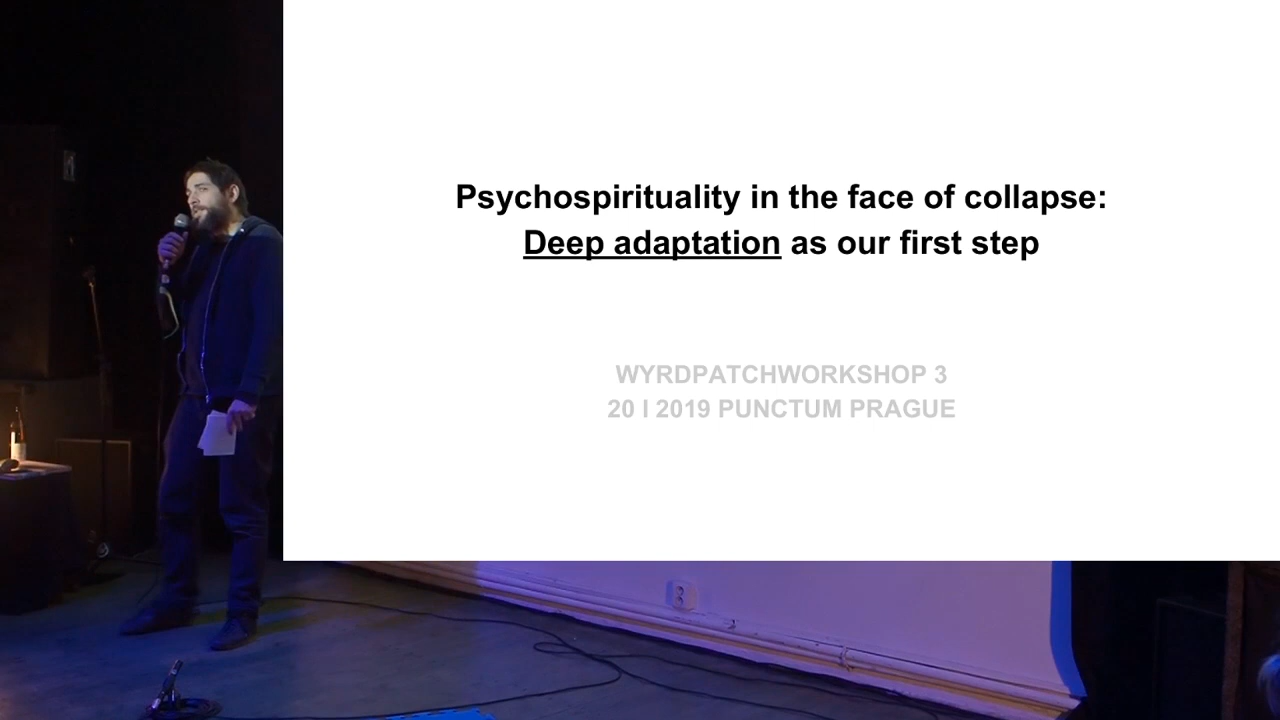 Psychospirituality in the face of collapse:
Deep adaptation as our first step
WYRDPATCHWORKSHOP 3
20 I 2019 PUNCTUM PRAGUE